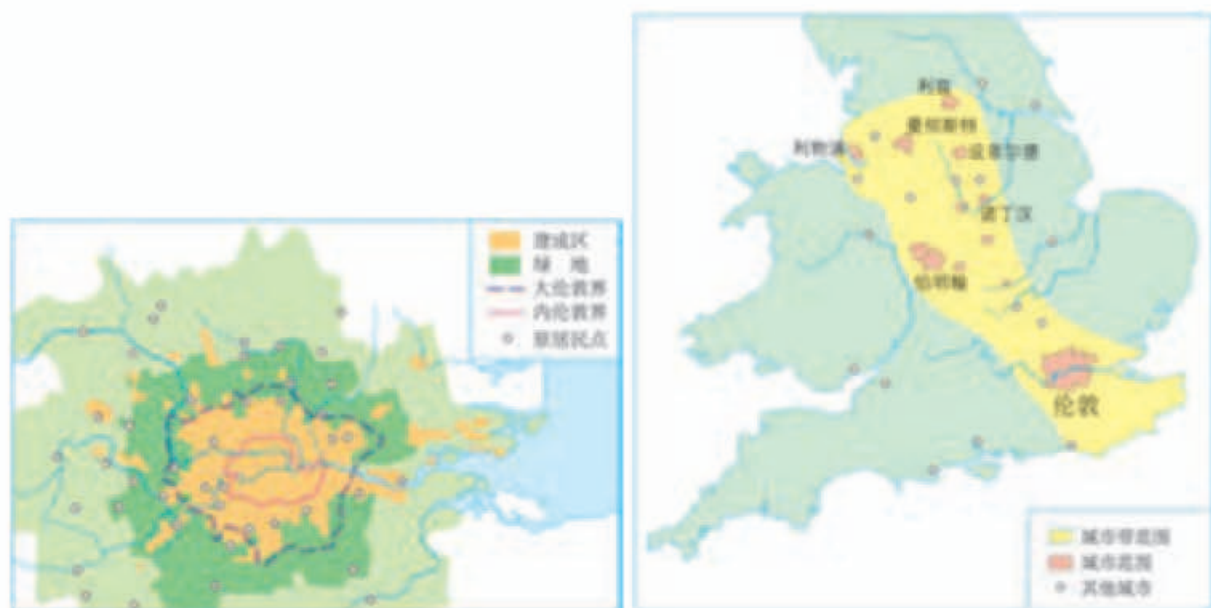 建成区
绿 地
大伦敦界
内伦敦界
原居民点
利兹
曼彻斯特
利物浦
设菲尔德
诺丁汉
伯明翰
伦敦
城市带范围
城市范围
其他城市